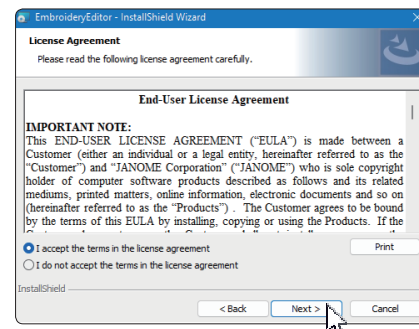 EmbroideryEditor - InstallShield Wizard
License Agreement
Please read the following license agreement carefully.
End-User License Agreement
IMPORTANT NOTE:
This END-USER LICENSE AGREEMENT (“EULA”) is made between a
Customer (either an individual or a legal entity, hereinafter referred to as the
“Customer”) and “JANOME Corporation” (“JANOME”) who is sole copyright
holder of computer software products described as follows and its related
mediums, printed matters, online information, electronic documents and so on
(hereinafter referred to as the “Products”) . The Customer agrees to be bound
by the terms of this EULA by installing, copying or using the Products. If the
I accept the terms in the license agreement
Print
I do not accept the terms in the license agreement
InstallShield
< Back
Next >
Cancel